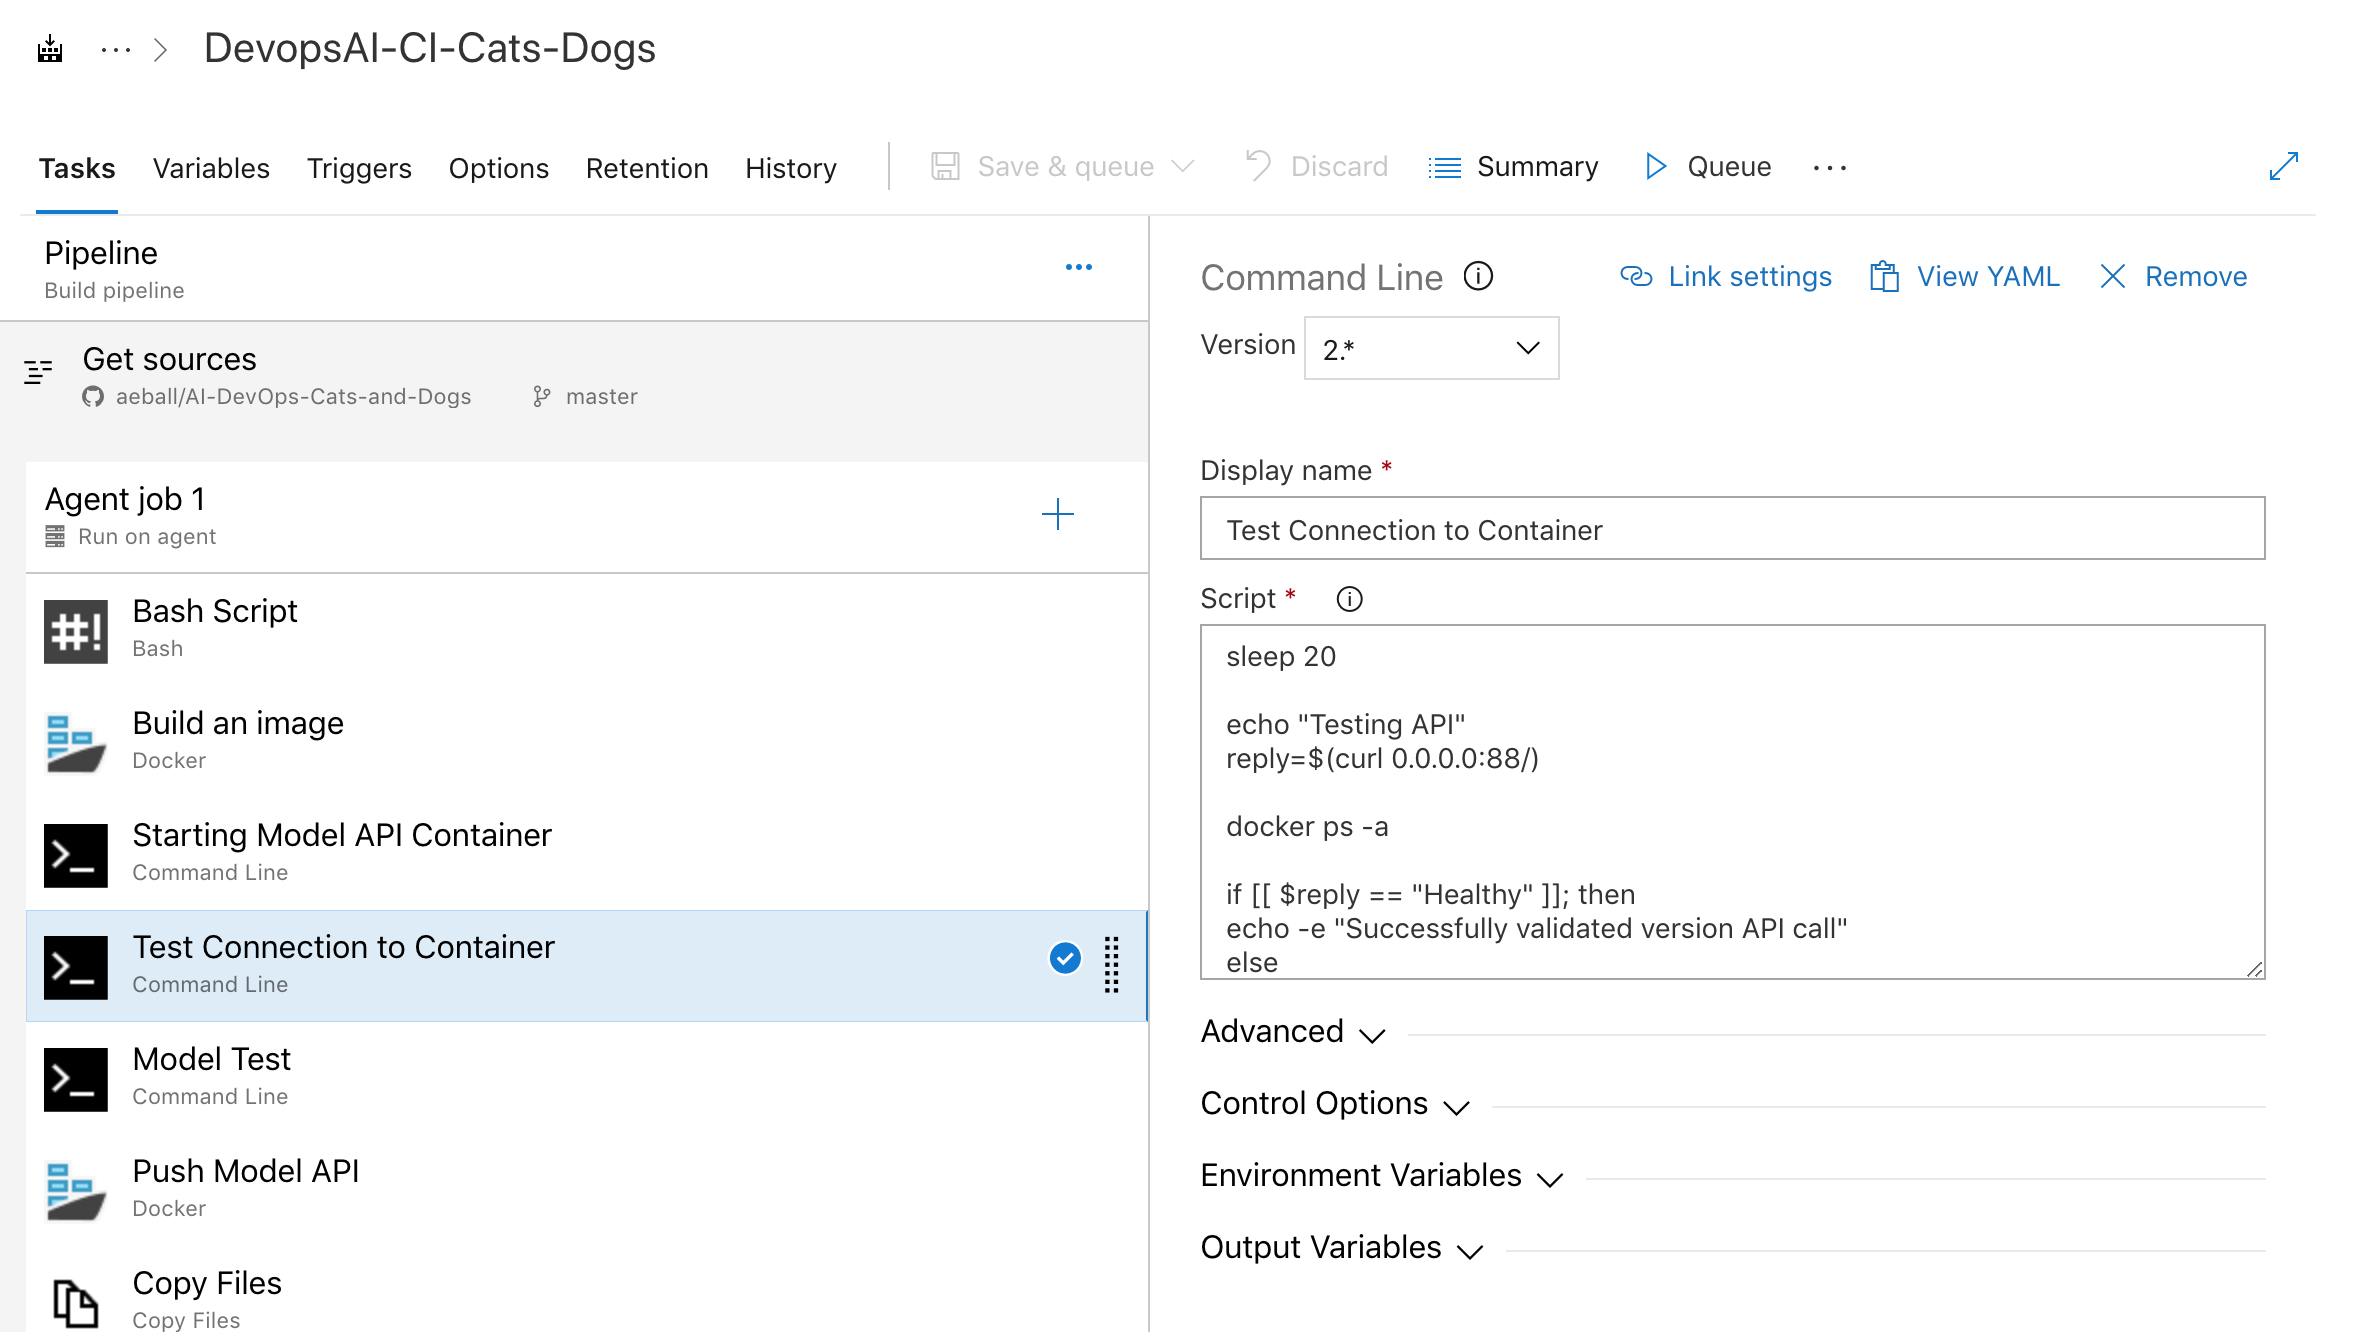 DevopsAI-CI-Cats-Dogs
Tasks Variables Triggers Options Retention History Save & queue Discard Summary Queue
Pipeline
Build pipeline
Get sources
aeball/AI-DevOps-Cats-and-Dogs master
Agent job 1
Run on agent
#! Bash Script
Bash
Build an image
Docker
>_ Starting Model API Container
Command Line
>_ Test Connection to Container
Command Line
>_ Model Test
Command Line
Push Model API
Docker
Copy Files
Copy Files
Command Line Link settings View YAML Remove
Version 2.*
Display name *
Test Connection to Container
Script *
sleep 20
echo "Testing API"
reply=$(curl 0.0.0.0:88/)
docker ps -a
if [[ $reply == "Healthy" ]]; then
echo -e "Successfully validated version API call"
else
Advanced
Control Options
Environment Variables
Output Variables